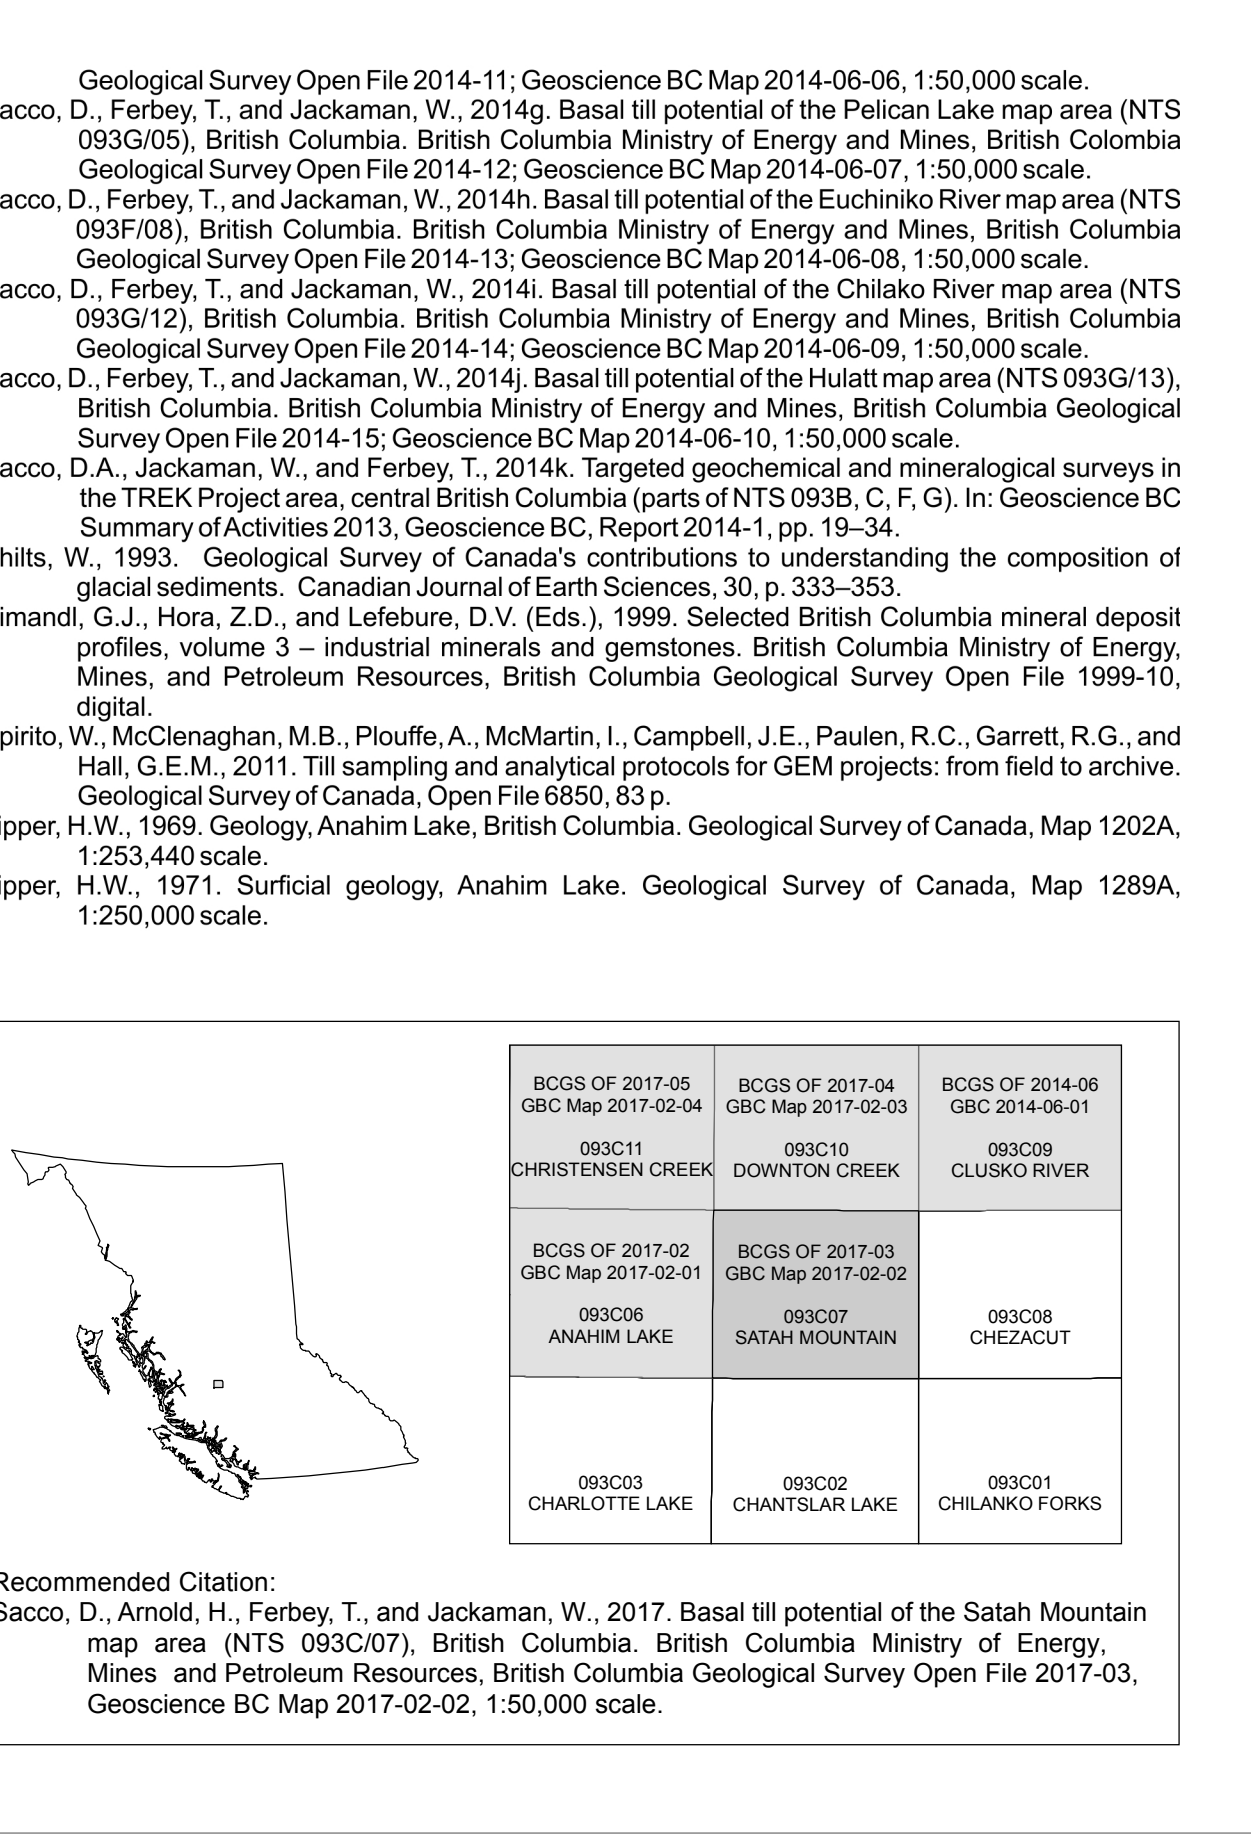 Geological Survey Open File 2014-11; Geoscience BC Map 2014-06-06, 1:50,000 scale.
acco, D., Ferbey, T., and Jackaman, W., 2014g. Basal till potential of the Pelican Lake map area (NTS
093G/05), British Columbia. British Columbia Ministry of Energy and Mines, British Colombia
Geological Survey Open File 2014-12; Geoscience BC Map 2014-06-07, 1:50,000 scale.
acco, D., Ferbey, T., and Jackaman, W., 2014h. Basal till potential of the Euchiniko River map area (NTS
093F/08), British Columbia. British Columbia Ministry of Energy and Mines, British Columbia
Geological Survey Open File 2014-13; Geoscience BC Map 2014-06-08, 1:50,000 scale.
acco, D., Ferbey, T., and Jackaman, W., 2014i. Basal till potential of the Chilako River map area (NTS
093G/12), British Columbia. British Columbia Ministry of Energy and Mines, British Columbia
Geological Survey Open File 2014-14; Geoscience BC Map 2014-06-09, 1:50,000 scale.
acco, D., Ferbey, T., and Jackaman, W., 2014j. Basal till potential of the Hulatt map area (NTS 093G/13),
British Columbia. British Columbia Ministry of Energy and Mines, British Columbia Geological
Survey Open File 2014-15; Geoscience BC Map 2014-06-10, 1:50,000 scale.
acco, D.A., Jackaman, W., and Ferbey, T., 2014k. Targeted geochemical and mineralogical surveys in
the TREK Project area, central British Columbia (parts of NTS 093B, C, F, G). In: Geoscience BC
Summary of Activities 2013, Geoscience BC, Report 2014-1, pp. 19–34.
hilts, W., 1993. Geological Survey of Canada's contributions to understanding the composition of
glacial sediments. Canadian Journal of Earth Sciences, 30, p. 333–353.
imandl, G.J., Hora, Z.D., and Lefebure, D.V. (Eds.), 1999. Selected British Columbia mineral deposit
profiles, volume 3 – industrial minerals and gemstones. British Columbia Ministry of Energy,
Mines, and Petroleum Resources, British Columbia Geological Survey Open File 1999-10,
digital.
pirito, W., McClenaghan, M.B., Plouffe, A., McMartin, I., Campbell, J.E., Paulen, R.C., Garrett, R.G., and
Hall, G.E.M., 2011. Till sampling and analytical protocols for GEM projects: from field to archive.
Geological Survey of Canada, Open File 6850, 83 p.
ipper, H.W., 1969. Geology, Anahim Lake, British Columbia. Geological Survey of Canada, Map 1202A,
1:253,440 scale.
ipper, H.W., 1971. Surficial geology, Anahim Lake. Geological Survey of Canada, Map 1289A,
1:250,000 scale.
BCGS OF 2017-05
GBC Map 2017-02-04
093C11
CHRISTENSEN CREEK
BCGS OF 2017-04
GBC Map 2017-02-03
093C10
DOWNTON CREEK
BCGS OF 2014-06
GBC 2014-06-01
093C09
CLUSKO RIVER
BCGS OF 2017-02
GBC Map 2017-02-01
093C06
ANAHIM LAKE
BCGS OF 2017-03
GBC Map 2017-02-02
093C07
SATAH MOUNTAIN
093C08
CHEZACUT
093C03
CHARLOTTE LAKE
093C02
CHANTSLAR LAKE
093C01
CHILANKO FORKS
Recommended Citation:
Sacco, D., Arnold, H., Ferbey, T., and Jackaman, W., 2017. Basal till potential of the Satah Mountain
map area (NTS 093C/07), British Columbia. British Columbia Ministry of Energy,
Mines and Petroleum Resources, British Columbia Geological Survey Open File 2017-03,
Geoscience BC Map 2017-02-02, 1:50,000 scale.